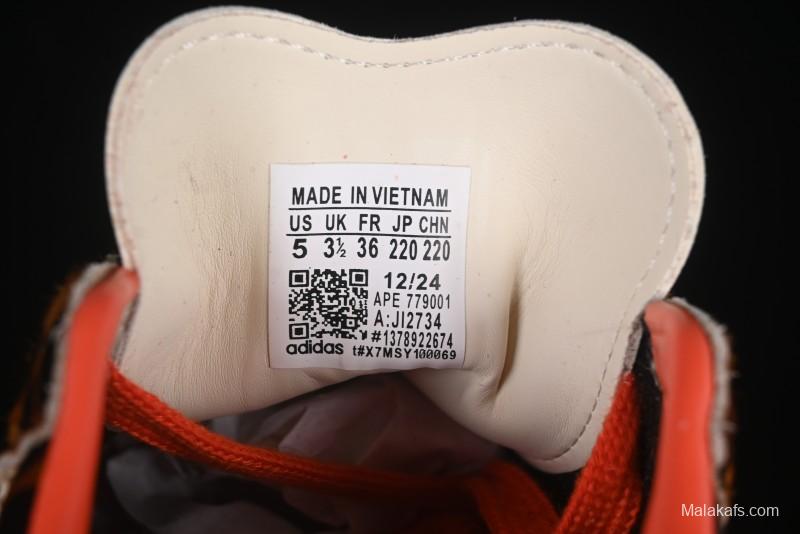 MADE IN VIETNAM
US UK FR JP CHN
5 3½ 36 220 220
12/24
APE 779001
A:JI2734
#1378922674
adidas t#X7MSY100069
Malakafs.com